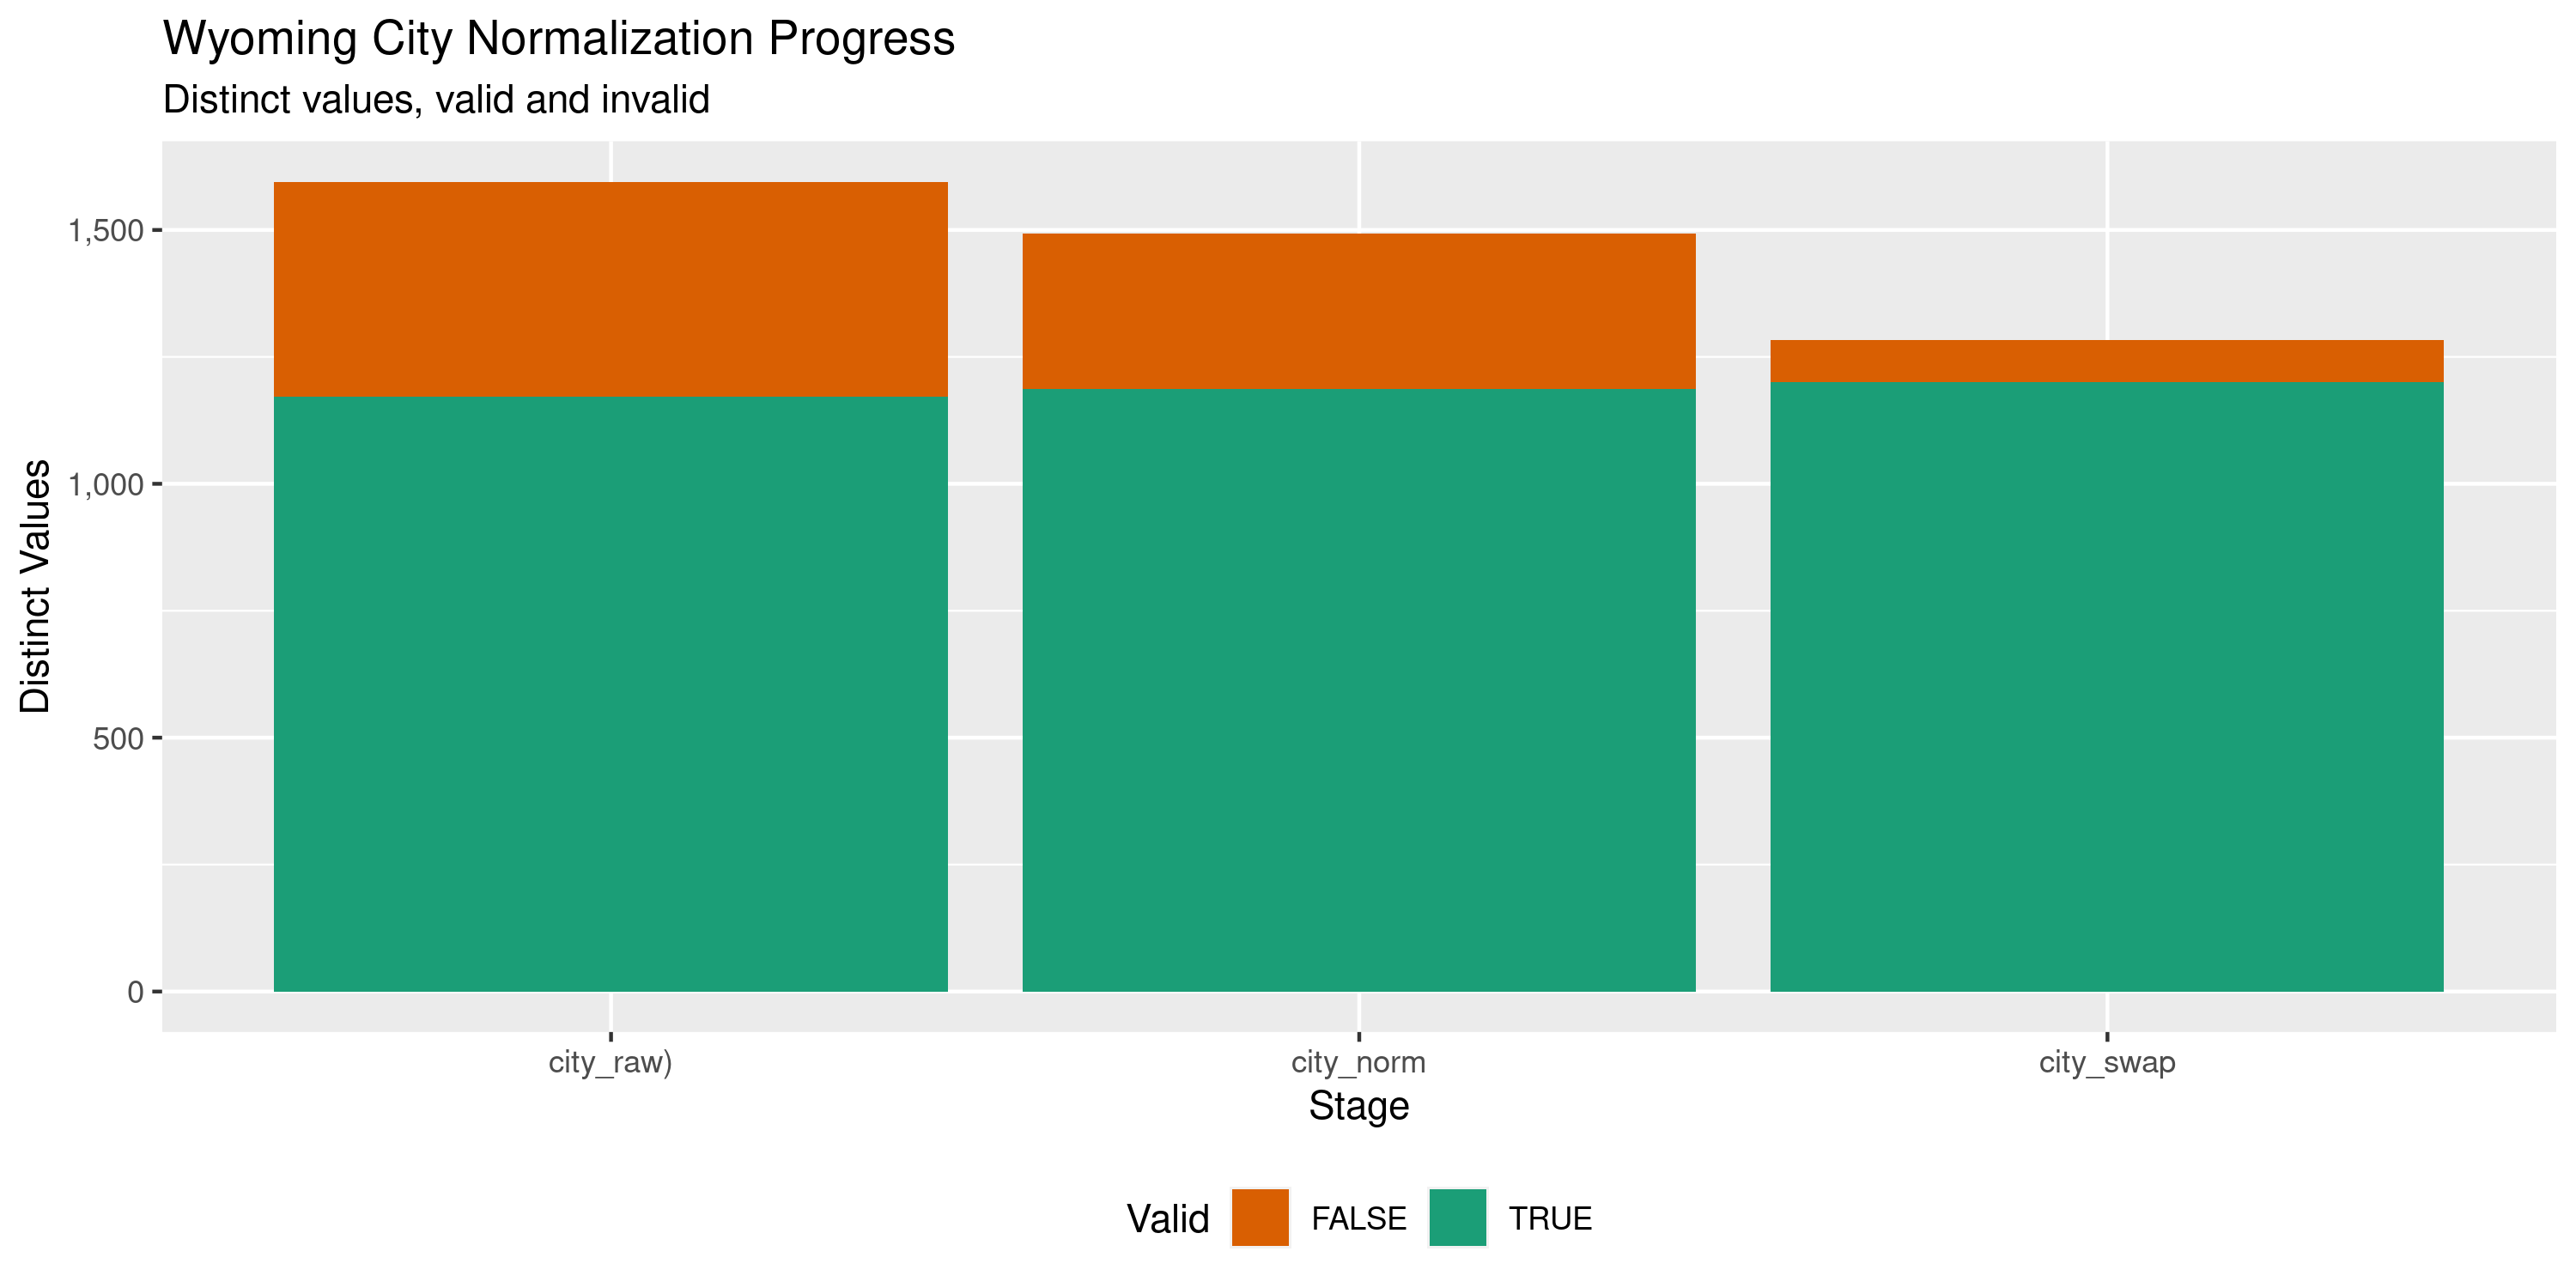 Wyoming City Normalization Progress
Distinct values, valid and invalid
Distinct Values
1,500
1,000
500
0
city_raw) city_norm city_swap
Stage
Valid FALSE TRUE